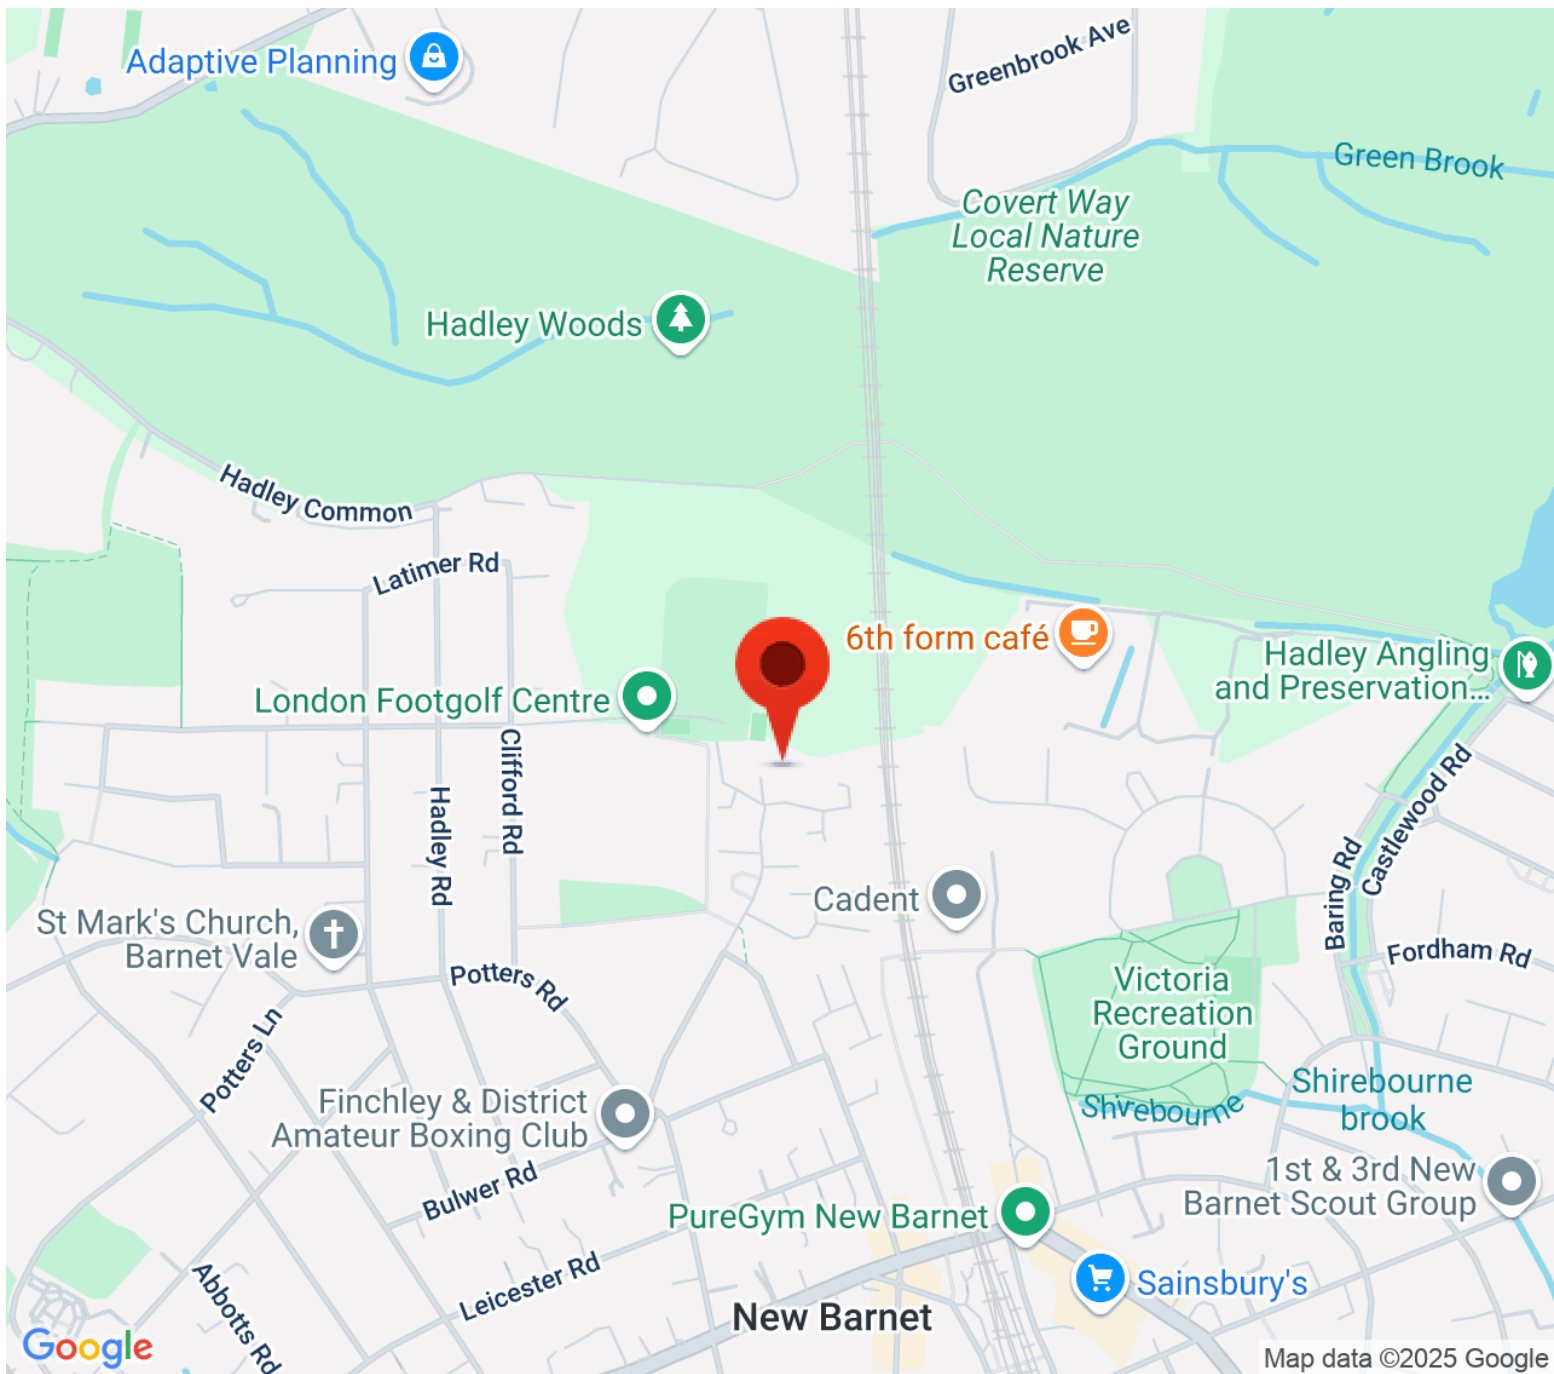 Adaptive Planning
Greenbrook Ave
Green Brook
Covert Way
Local Nature
Reserve
Hadley Woods
Hadley Common
Latimer Rd
6th form café
Hadley Angling
and Preservation...
London Footgolf Centre
Clifford Rd
Hadley Rd
Castlewood Rd
Baring Rd
Cadent
St Mark's Church,
Barnet Vale
Fordham Rd
Potters Rd
Victoria
Recreation
Ground
Potters Ln
Shirebourne
brook
Finchley & District
Amateur Boxing Club
Shirebourne
1st & 3rd New
Barnet Scout Group
Bulwer Rd
PureGym New Barnet
Abbotts Rd
Leicester Rd
Sainsbury's
New Barnet
Google
Map data ©2025 Google